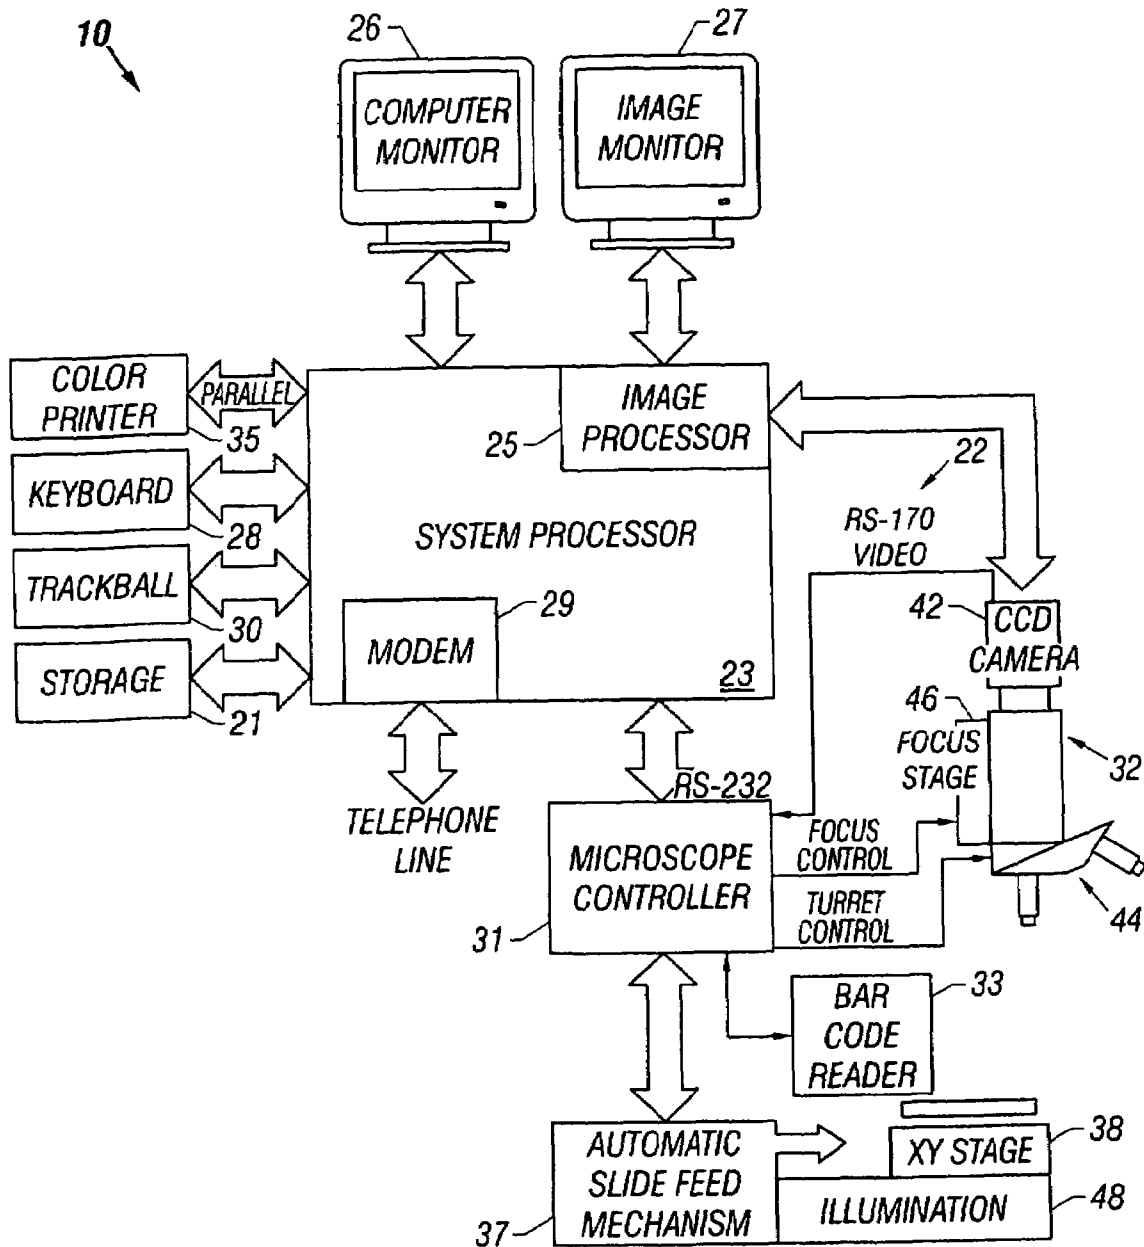 10
26
27
COMPUTER
MONITOR
IMAGE
MONITOR
COLOR
PRINTER
PARALLEL
35
IMAGE
PROCESSOR
25
KEYBOARD
28
SYSTEM PROCESSOR
22
RS-170
VIDEO
TRACKBALL
30
MODEM
29
42
CCD
CAMERA
STORAGE
21
23
46
FOCUS
STAGE
32
TELEPHONE
LINE
RS-232
MICROSCOPE
CONTROLLER
31
FOCUS
CONTROL
TURRET
CONTROL
44
BAR
CODE
READER
33
AUTOMATIC
SLIDE FEED
MECHANISM
37
XY STAGE
38
ILLUMINATION
48